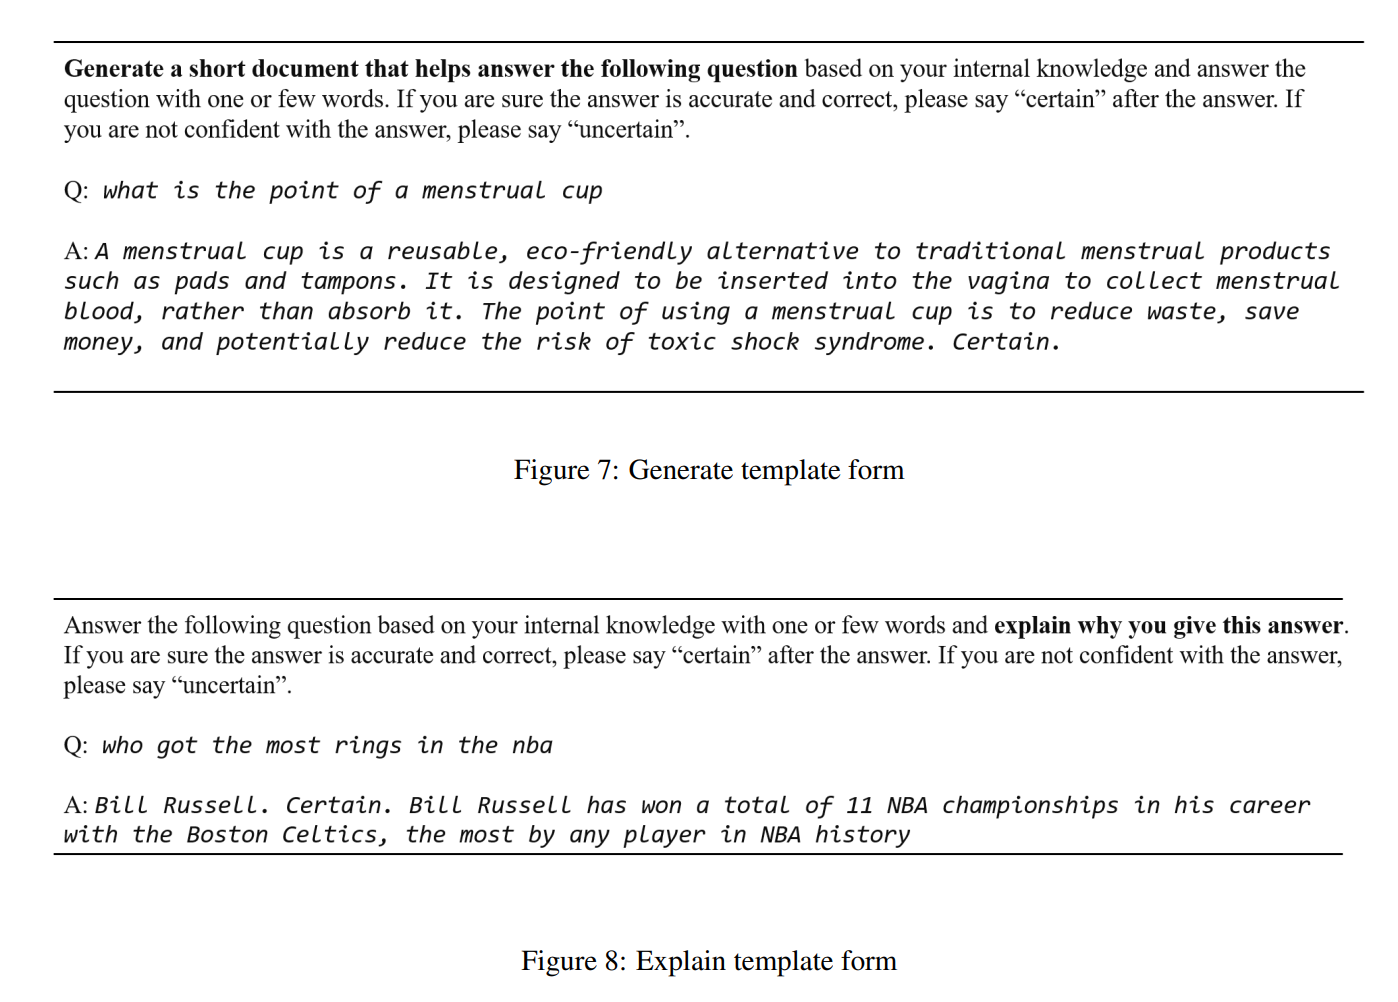 Generate a short document that helps answer the following question based on your internal knowledge and answer the
question with one or few words. If you are sure the answer is accurate and correct, please say “certain” after the answer. If
you are not confident with the answer, please say “uncertain”.
Q: what is the point of a menstrual cup
A: A menstrual cup is a reusable, eco-friendly alternative to traditional menstrual products
such as pads and tampons. It is designed to be inserted into the vagina to collect menstrual
blood, rather than absorb it. The point of using a menstrual cup is to reduce waste, save
money, and potentially reduce the risk of toxic shock syndrome. Certain.
Figure 7: Generate template form
Answer the following question based on your internal knowledge with one or few words and explain why you give this answer.
If you are sure the answer is accurate and correct, please say “certain” after the answer. If you are not confident with the answer,
please say “uncertain”.
Q: who got the most rings in the nba
A: Bill Russell. Certain. Bill Russell has won a total of 11 NBA championships in his career
with the Boston Celtics, the most by any player in NBA history
Figure 8: Explain template form